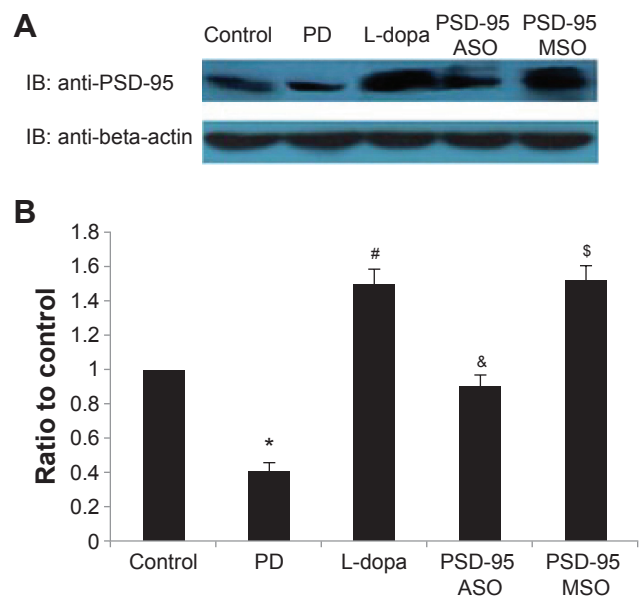 A
Control PD L-dopa PSD-95 ASO PSD-95 MSO
IB: anti-PSD-95
IB: anti-beta-actin
B
Ratio to control
1.8
1.6
1.4
1.2
1
0.8
0.6
0.4
0.2
0
*
#
&
$
Control PD L-dopa PSD-95 ASO PSD-95 MSO